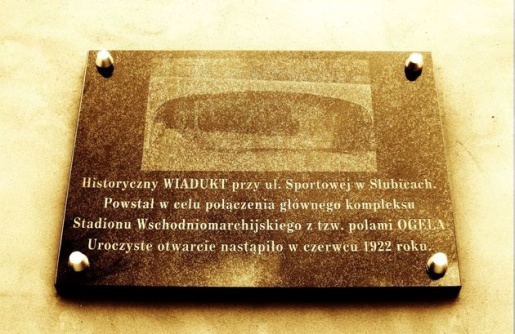 Historyczny WIADUKT przy ul. Sportowej w Słubicach.
Powstał w celu połączenia głównego kompleksu
Stadionu Wschodniomarchijskiego z tzw. polami OGELA.
Uroczyste otwarcie nastąpiło w czerwcu 1922 roku.